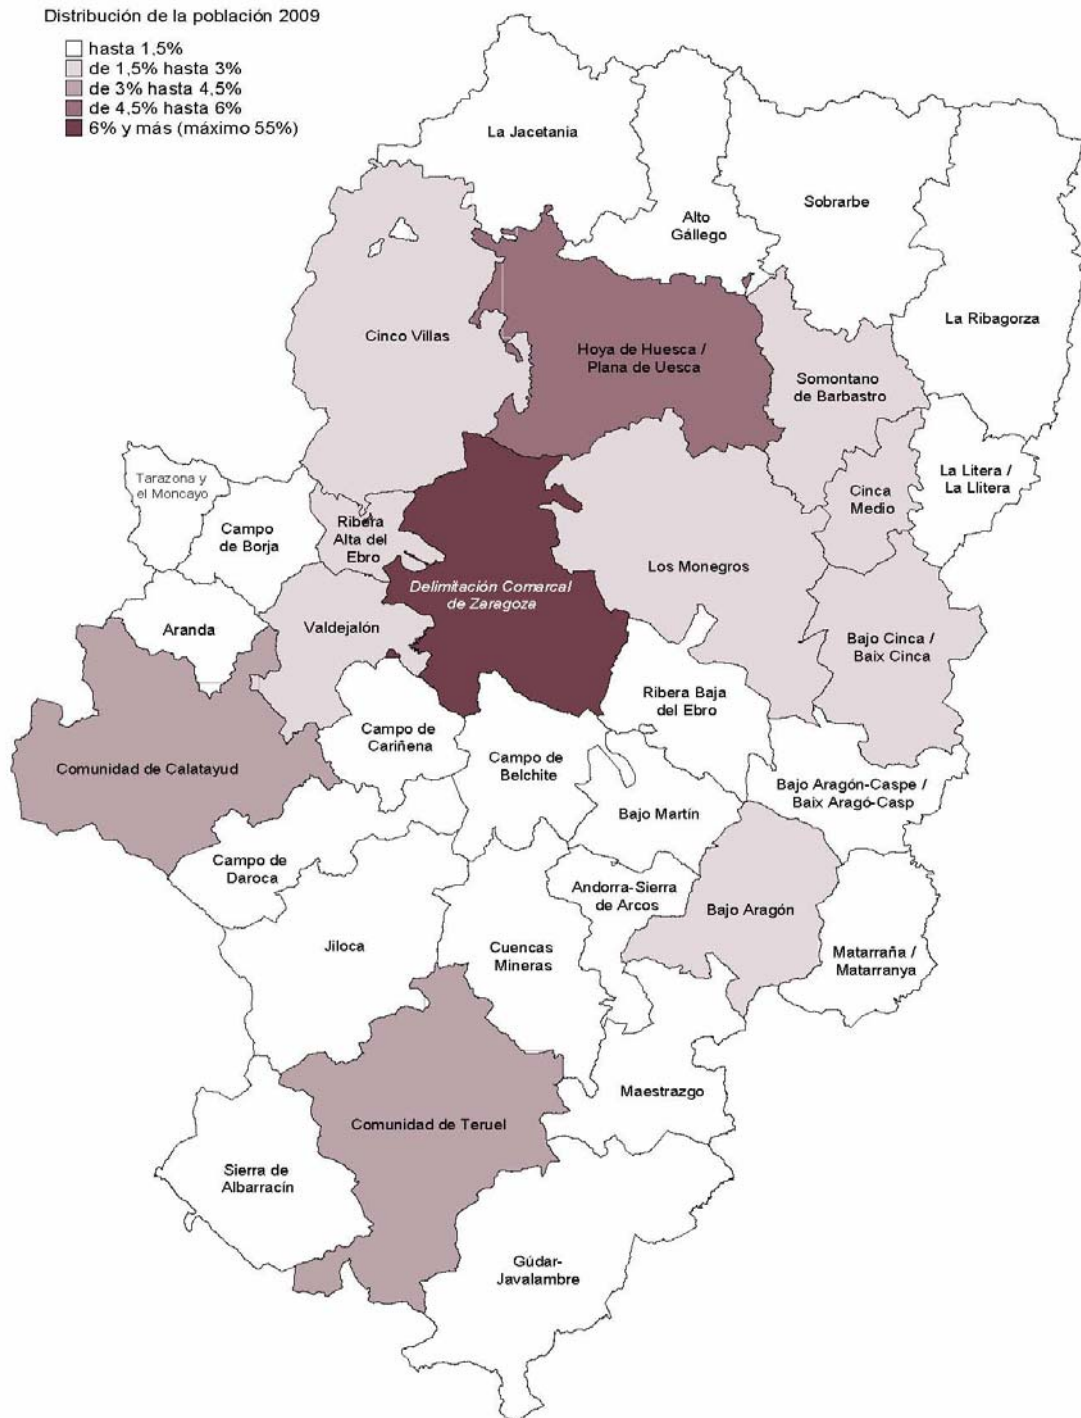 Distribución de la población 2009
hasta 1,5%
de 1,5% hasta 3%
de 3% hasta 4,5%
de 4,5% hasta 6%
6% y más (máximo 55%)
La Jacetania
Sobrarbe
Alto
Gállego
La Ribagorza
Cinco Villas
Hoya de Huesca /
Plana de Uesca
Somontano
de Barbastro
Tarazona y
el Moncayo
La Litera /
La Llitera
Cinca
Medio
Campo
de Borja
Ribera
Alta del
Ebro
Los Monegros
Delimitación Comarcal
de Zaragoza
Aranda
Valdejalón
Bajo Cinca /
Baix Cinca
Ribera Baja
del Ebro
Campo de
Cariñena
Comunidad de Calatayud
Campo de
Belchite
Bajo Aragón-Caspe /
Baix Aragó-Casp
Bajo Martín
Campo de
Daroca
Andorra-Sierra
de Arcos
Bajo Aragón
Jiloca
Cuencas
Mineras
Matarraña /
Matarranya
Maestrazgo
Comunidad de Teruel
Sierra de
Albarracín
Gúdar-
Javalambre